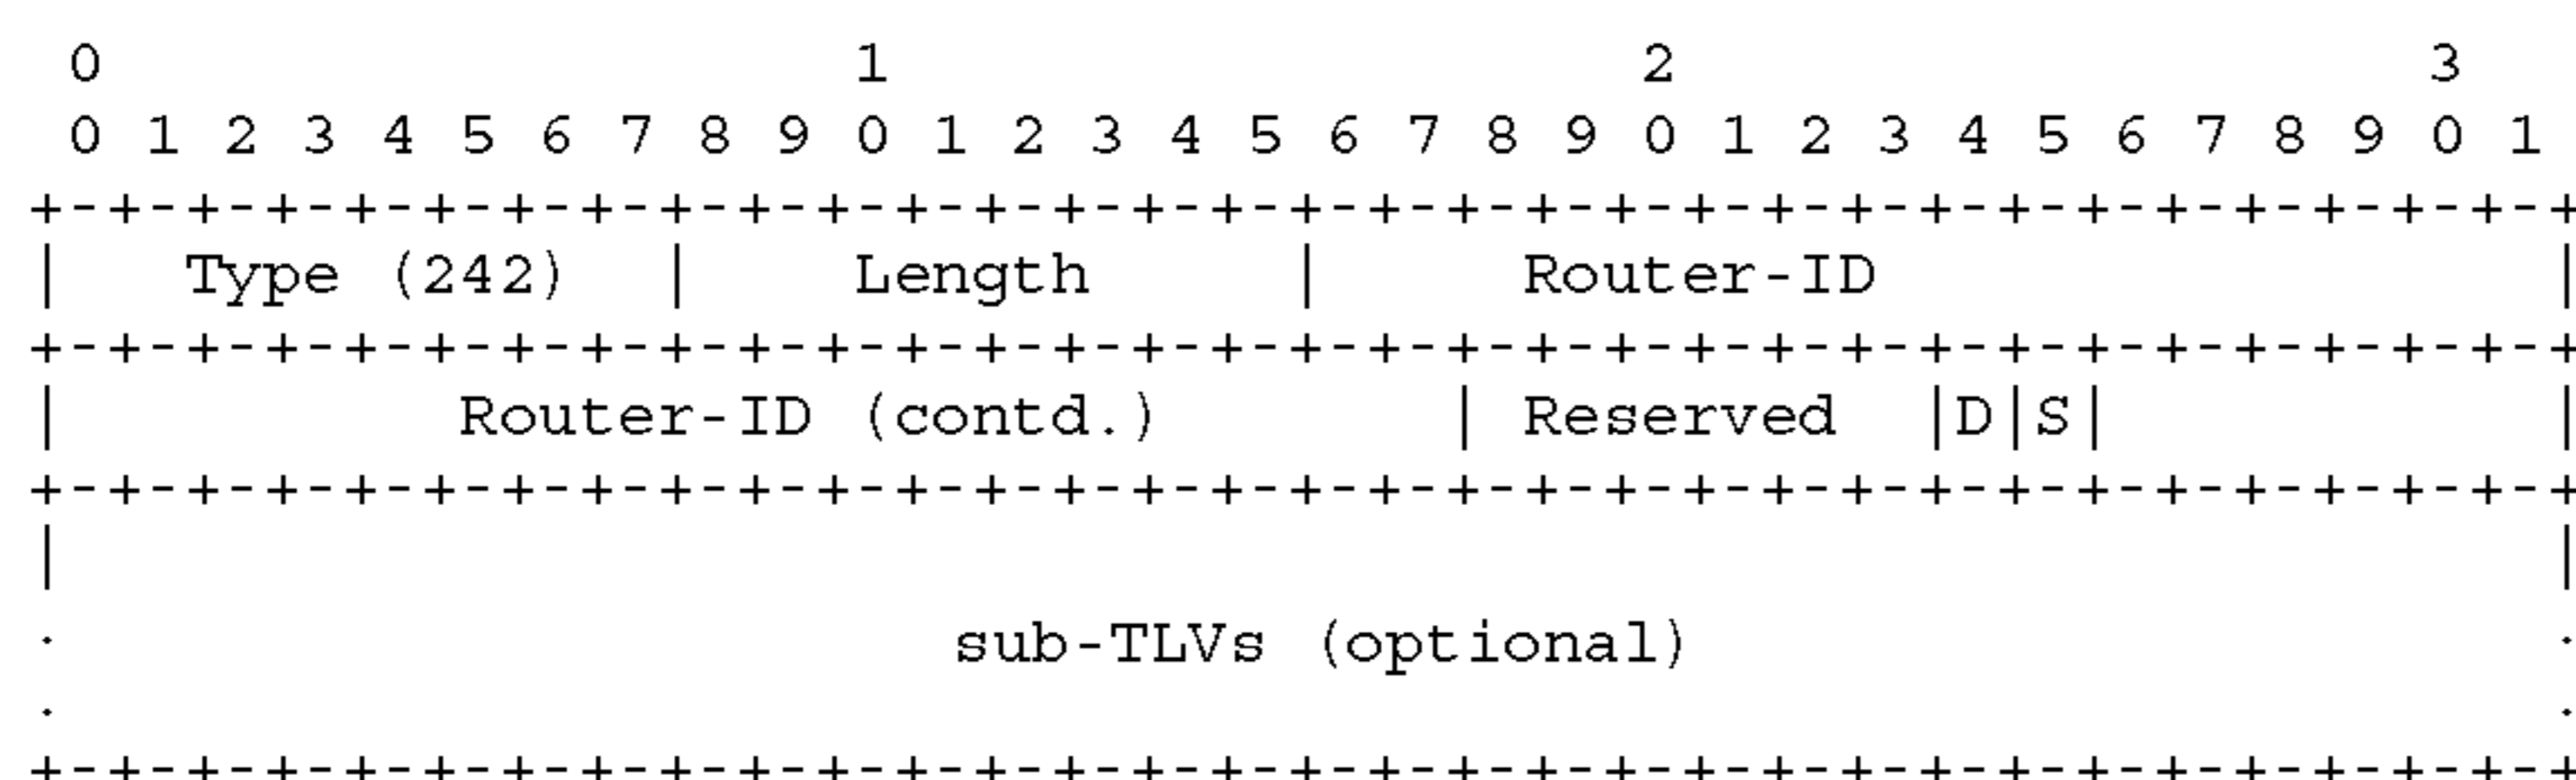 0                   1                   2                   3
 0 1 2 3 4 5 6 7 8 9 0 1 2 3 4 5 6 7 8 9 0 1 2 3 4 5 6 7 8 9 0 1
+-+-+-+-+-+-+-+-+-+-+-+-+-+-+-+-+-+-+-+-+-+-+-+-+-+-+-+-+-+-+-+-+
|   Type (242)  |    Length     |     Router-ID                 |
+-+-+-+-+-+-+-+-+-+-+-+-+-+-+-+-+-+-+-+-+-+-+-+-+-+-+-+-+-+-+-+-+
|          Router-ID (contd.)       | Reserved  |D|S|           |
+-+-+-+-+-+-+-+-+-+-+-+-+-+-+-+-+-+-+-+-+-+-+-+-+-+-+-+-+-+-+-+-+
|                                                               |
.                      sub-TLVs (optional)                      .
.                                                               .
+-+-+-+-+-+-+-+-+-+-+-+-+-+-+-+-+-+-+-+-+-+-+-+-+-+-+-+-+-+-+-+-+